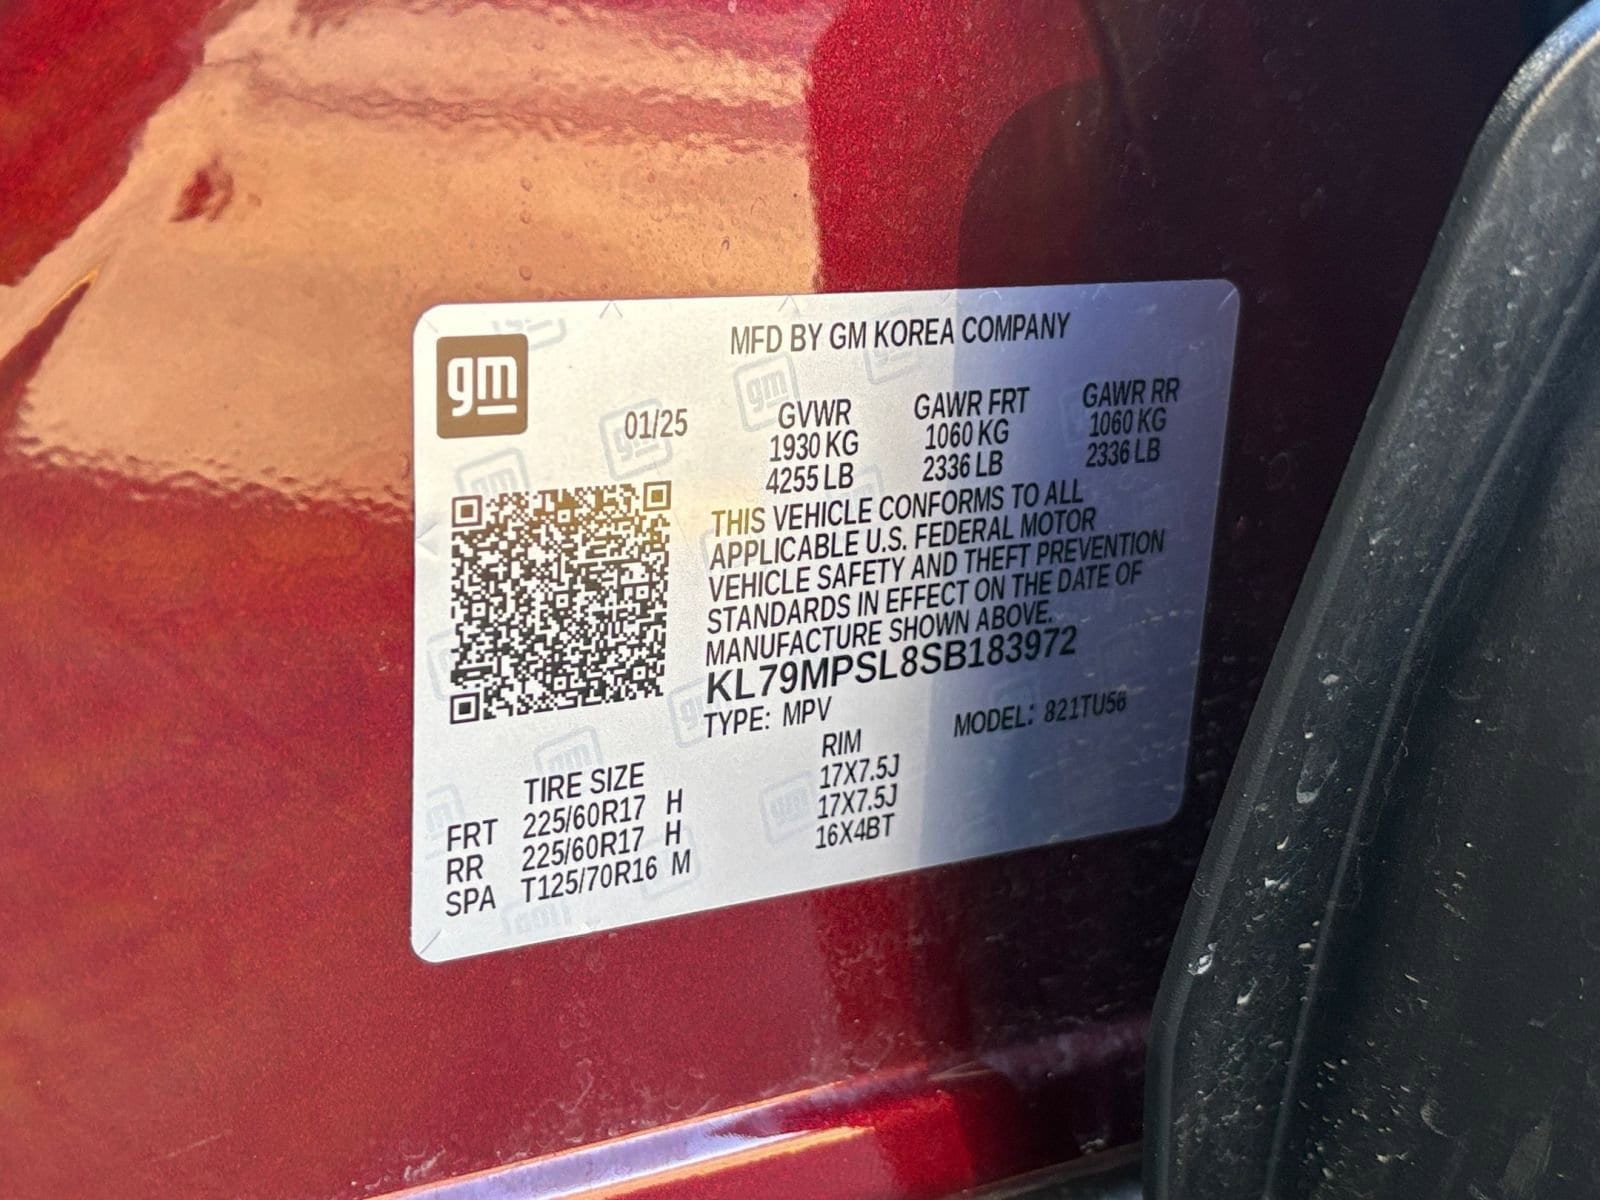 gm
MFD BY GM KOREA COMPANY
01/25
GVWR GAWR FRT GAWR RR
1930 KG 1060 KG 1060 KG
4255 LB 2336 LB 2336 LB
THIS VEHICLE CONFORMS TO ALL
APPLICABLE U.S. FEDERAL MOTOR
VEHICLE SAFETY AND THEFT PREVENTION
STANDARDS IN EFFECT ON THE DATE OF
MANUFACTURE SHOWN ABOVE.
KL79MPSL8SB183972
TYPE: MPV MODEL: 821TU56
TIRE SIZE RIM
FRT 225/60R17 H 17X7.5J
RR 225/60R17 H 17X7.5J
SPA T125/70R16 M 16X4BT